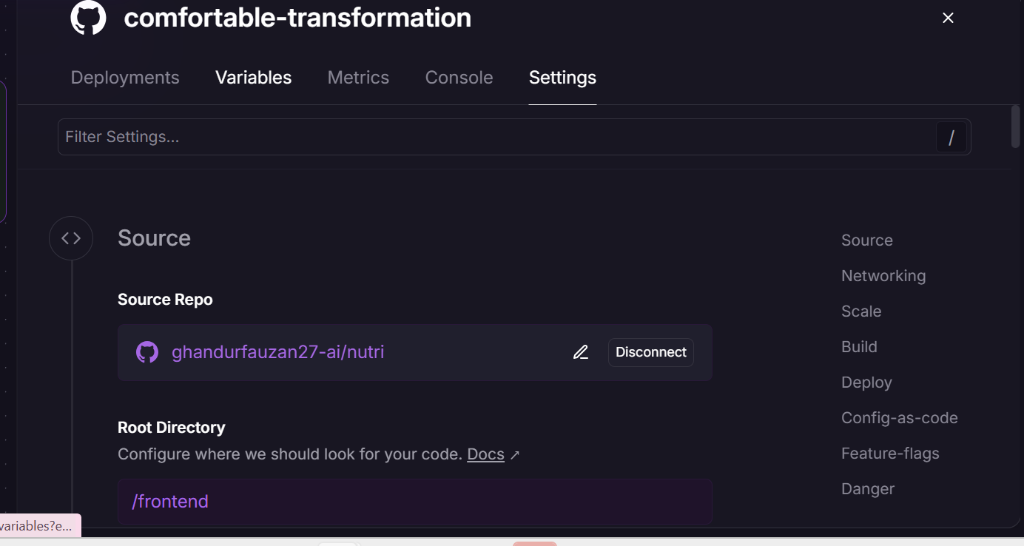 comfortable-transformation
Deployments Variables Metrics Console Settings
Filter Settings... /
Source
Source Repo
ghandurfauzan27-ai/nutri Disconnect
Root Directory
Configure where we should look for your code. Docs ↗
/frontend
Source
Networking
Scale
Build
Deploy
Config-as-code
Feature-flags
Danger
variables?e...